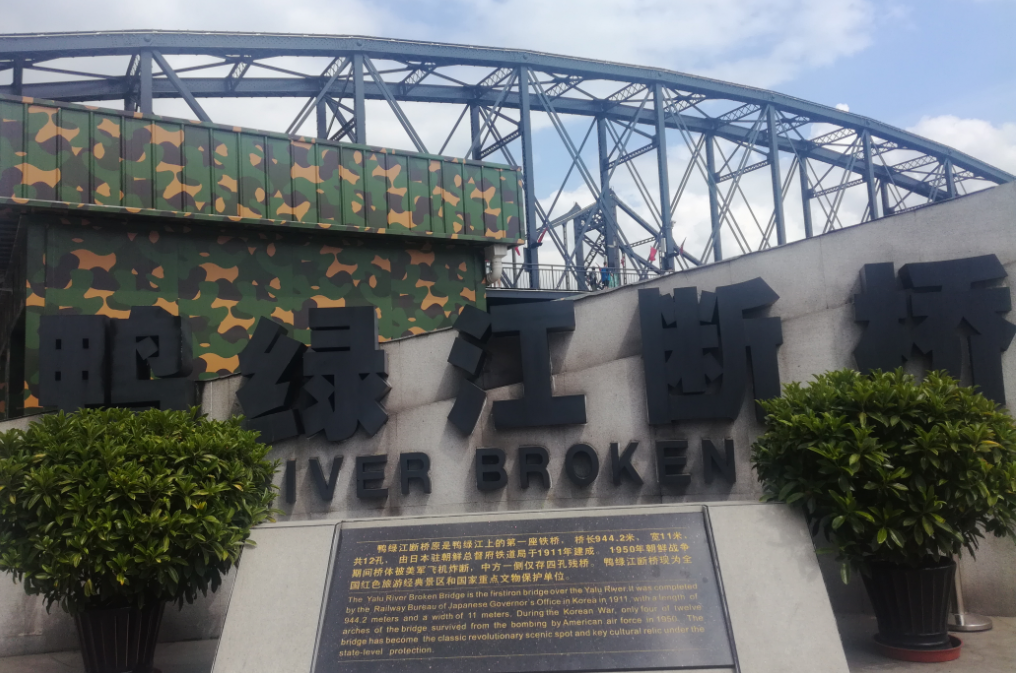 鸭绿江断桥
RIVER BROKEN
鸭绿江断桥原是鸭绿江上的第一座铁桥， 桥长944.2米， 宽11米，
共12孔， 由日本驻朝鲜总督府铁道局于1911年建成， 1950年朝鲜战争
期间桥体被美军飞机炸断， 中方一侧仅存四孔残桥。 鸭绿江断桥现为全
国红色旅游经典景区和国家重点文物保护单位.
The Yalu River Broken Bridge is the firstiron bridge over the Yalu River.It was completed
by the Railway Bureau of Japanese Governor's Office in Korea in 1911, with a length of
944.2 meters and a width of 11 meters. During the Korean War, only four of twelve
arches of the bridge survived from the bombing by American air force in 1950. The
bridge has become the classic revolutionary scenic spot and key cultural relic under the
state-level protection.